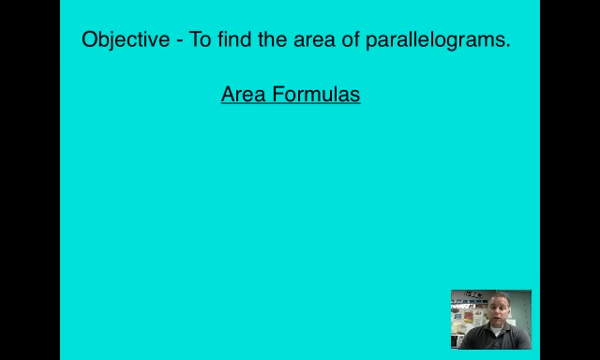 Objective - To find the area of parallelograms.
Area Formulas